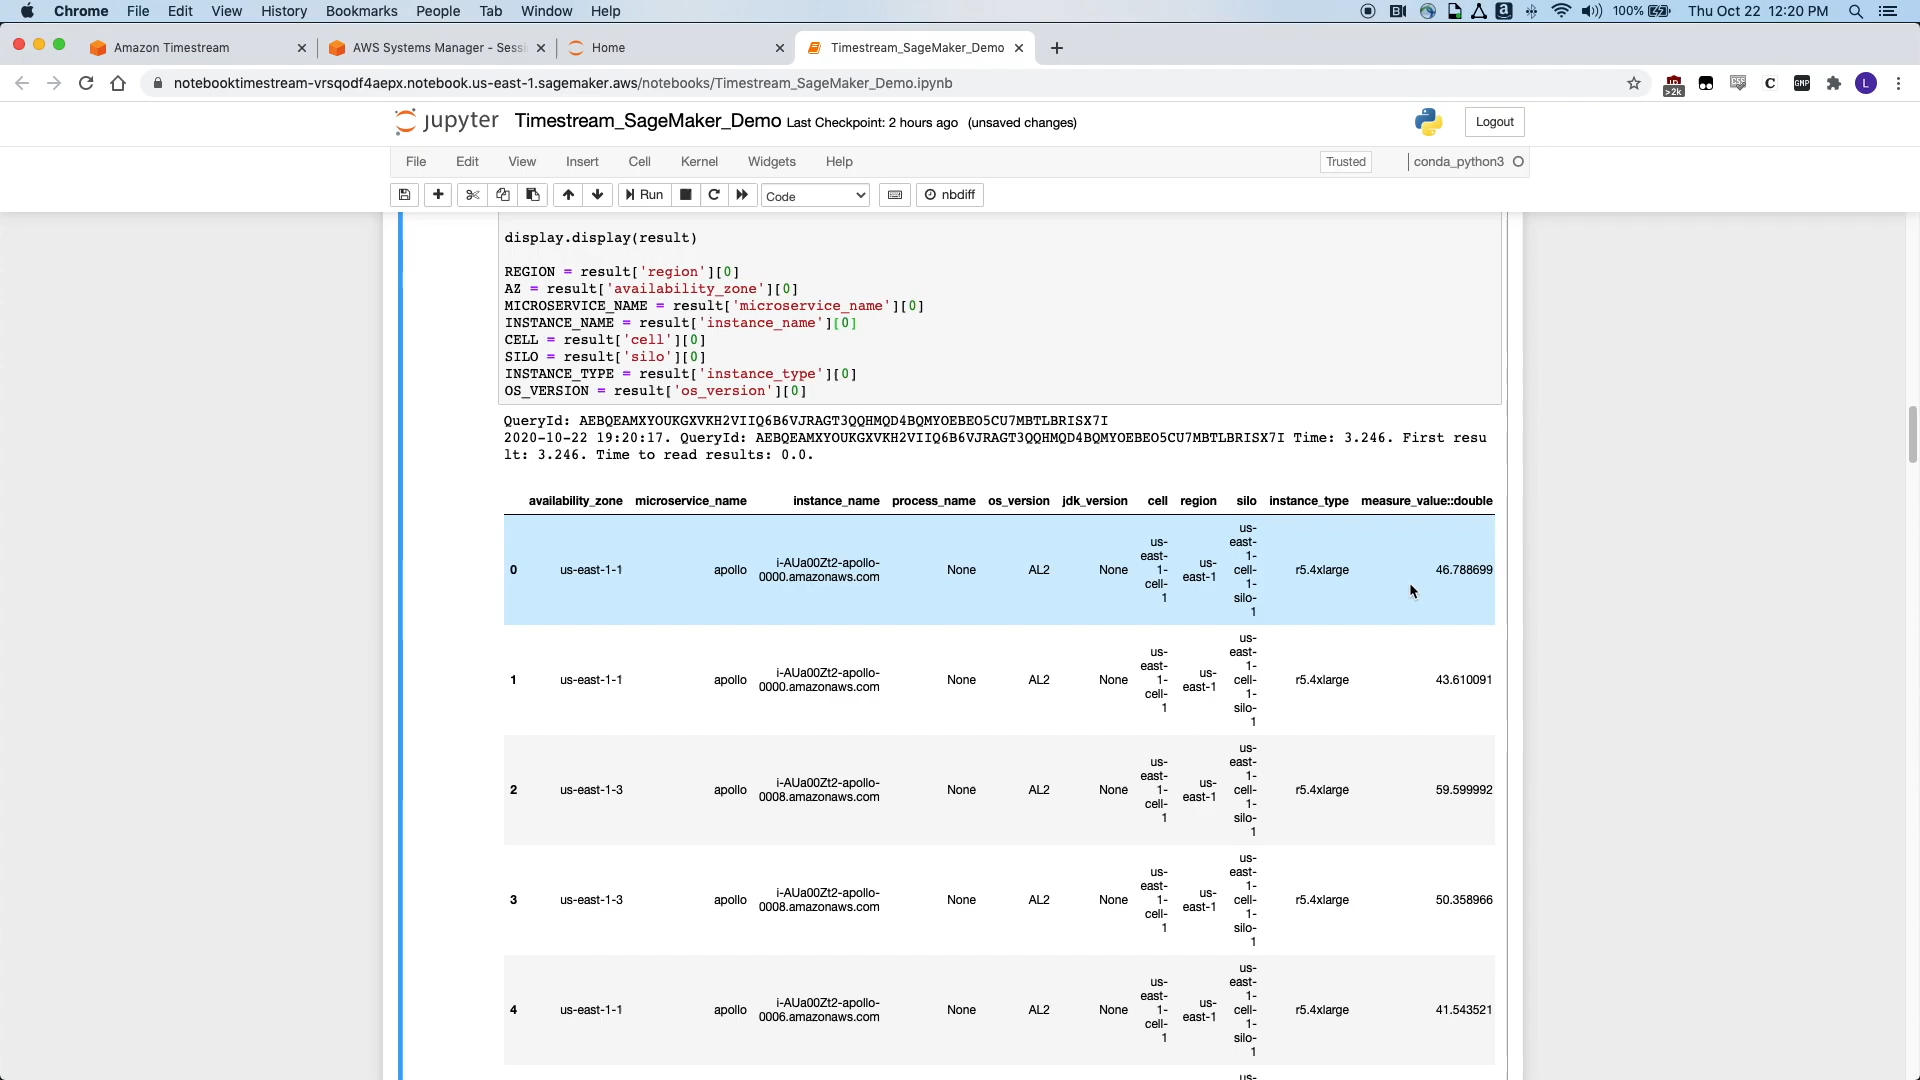 Chrome File Edit View History Bookmarks People Tab Window Help 100% Thu Oct 22 12:20 PM
Amazon Timestream AWS Systems Manager - Sessi Home Timestream_SageMaker_Demo
notebooktimestream-vrsqodf4aepx.notebook.us-east-1.sagemaker.aws/notebooks/Timestream_SageMaker_Demo.ipynb >2k C GMP L
jupyter Timestream_SageMaker_Demo Last Checkpoint: 2 hours ago (unsaved changes) Logout
File Edit View Insert Cell Kernel Widgets Help Trusted conda_python3
Run Code nbdiff
display.display(result)
REGION = result['region'][0]
AZ = result['availability_zone'][0]
MICROSERVICE_NAME = result['microservice_name'][0]
INSTANCE_NAME = result['instance_name'][0]
CELL = result['cell'][0]
SILO = result['silo'][0]
INSTANCE_TYPE = result['instance_type'][0]
OS_VERSION = result['os_version'][0]
QueryId: AEBQEAMXYOUKGXVKH2VIIQ6B6VJRAGT3QQHMQD4BQMYOEBEO5CU7MBTLBRISX7I
2020-10-22 19:20:17. QueryId: AEBQEAMXYOUKGXVKH2VIIQ6B6VJRAGT3QQHMQD4BQMYOEBEO5CU7MBTLBRISX7I Time: 3.246. First resu
lt: 3.246. Time to read results: 0.0.
availability_zone microservice_name instance_name process_name os_version jdk_version cell region silo instance_type measure_value::double
0 us-east-1-1 apollo i-AUa00Zt2-apollo-0000.amazonaws.com None AL2 None us-east-1-cell-1 us-east-1 us-east-1-cell-1-silo-1 r5.4xlarge 46.788699
1 us-east-1-1 apollo i-AUa00Zt2-apollo-0000.amazonaws.com None AL2 None us-east-1-cell-1 us-east-1 us-east-1-cell-1-silo-1 r5.4xlarge 43.610091
2 us-east-1-3 apollo i-AUa00Zt2-apollo-0008.amazonaws.com None AL2 None us-east-1-cell-1 us-east-1 us-east-1-cell-1-silo-1 r5.4xlarge 59.599992
3 us-east-1-3 apollo i-AUa00Zt2-apollo-0008.amazonaws.com None AL2 None us-east-1-cell-1 us-east-1 us-east-1-cell-1-silo-1 r5.4xlarge 50.358966
4 us-east-1-1 apollo i-AUa00Zt2-apollo-0006.amazonaws.com None AL2 None us-east-1-cell-1 us-east-1 us-east-1-cell-1-silo-1 r5.4xlarge 41.543521
us-